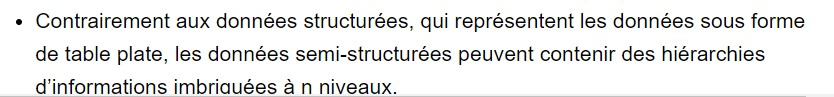 • Contrairement aux données structurées, qui représentent les données sous forme
de table plate, les données semi-structurées peuvent contenir des hiérarchies
d’informations imbriquées à n niveaux.